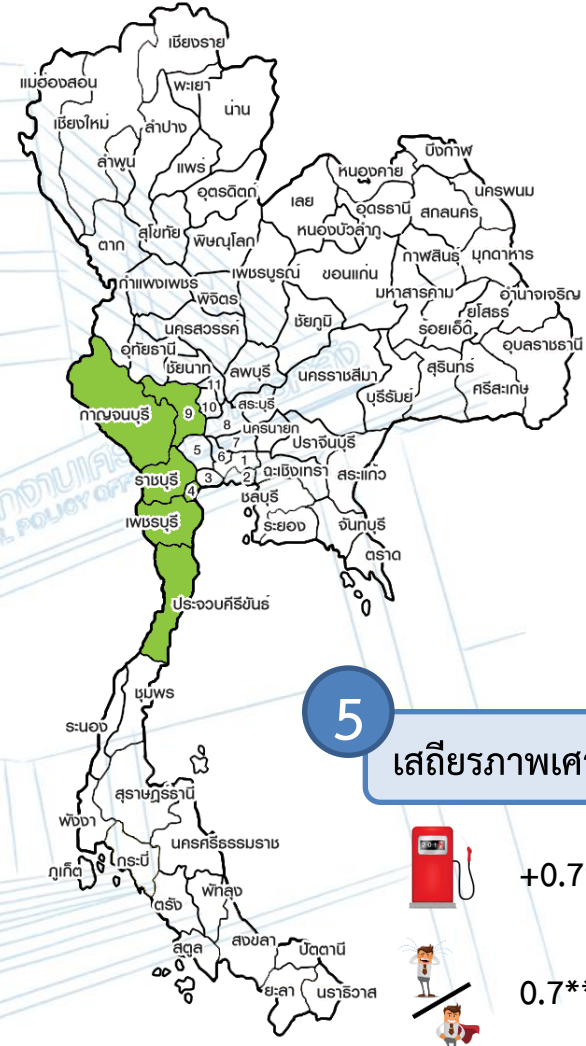 เชียงราย
แม่ฮ่องสอน
พะเยา
น่าน
เชียงใหม่
ลำปาง
ลำพูน
แพร่
อุตรดิตถ์
บึงกาฬ
หนองคาย
นครพนม
เลย
อุดรธานี
สกลนคร
หนองบัวลำภู
ตาก
สุโขทัย
พิษณุโลก
กำแพงเพชร
พิจิตร
เพชรบูรณ์
ขอนแก่น
กาฬสินธุ์
มุกดาหาร
มหาสารคาม
อำนาจเจริญ
ยโสธร
ร้อยเอ็ด
นครสวรรค์
ชัยภูมิ
อุบลราชธานี
อุทัยธานี
ชัยนาท
ลพบุรี
นครราชสีมา
บุรีรัมย์
สุรินทร์
ศรีสะเกษ
11
10
9
สระบุรี
กาญจนบุรี
8
นครนายก
7
ปราจีนบุรี
5
6
1
ราชบุรี
3
2
ฉะเชิงเทรา
สระแก้ว
4
ชลบุรี
เพชรบุรี
ระยอง
จันทบุรี
ตราด
ประจวบคีรีขันธ์
ชุมพร
ระนอง
5
เสถียรภาพเศ
สุราษฎร์ธานี
พังงา
นครศรีธรรมราช
ภูเก็ต
กระบี่
+0.7
ตรัง
พัทลุง
สตูล
สงขลา
ปัตตานี
ยะลา
นราธิวาส
0.7**